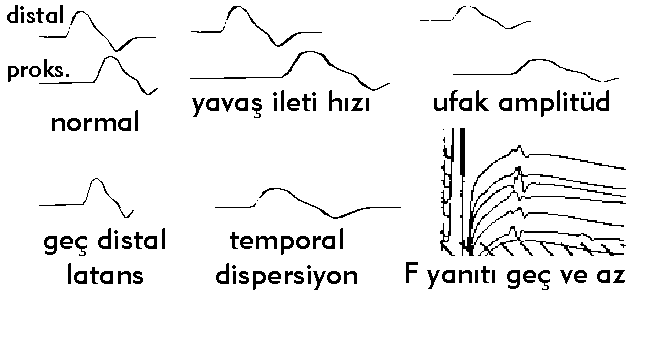 distal
proks.
normal
yavaş ileti hızı
ufak amplitüd
geç distal
latans
temporal
dispersiyon
F yanıtı geç ve az